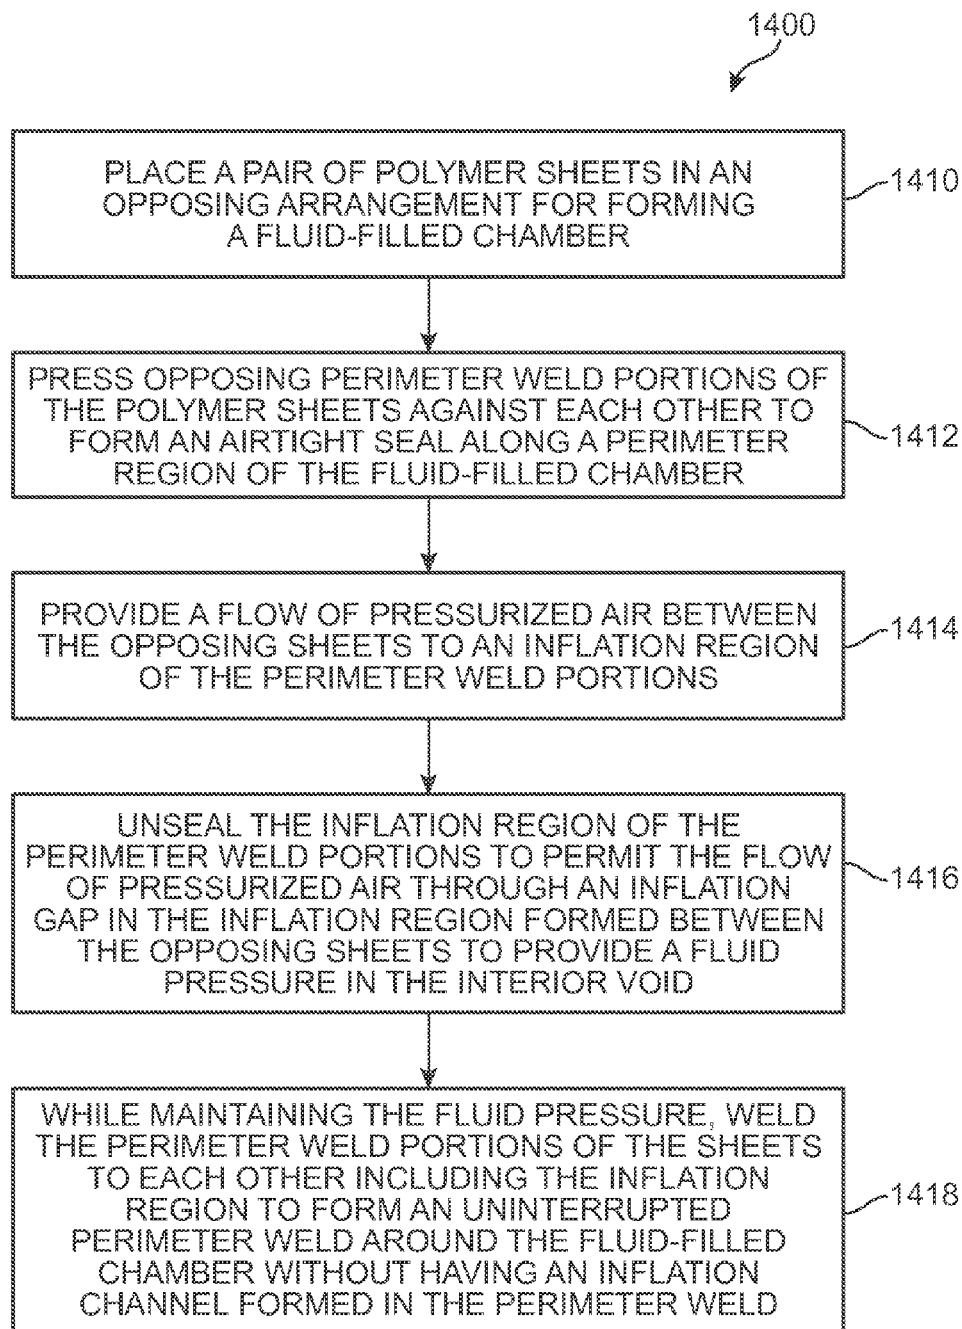 1400
PLACE A PAIR OF POLYMER SHEETS IN AN
OPPOSING ARRANGEMENT FOR FORMING
A FLUID-FILLED CHAMBER
1410
PRESS OPPOSING PERIMETER WELD PORTIONS OF
THE POLYMER SHEETS AGAINST EACH OTHER TO
FORM AN AIRTIGHT SEAL ALONG A PERIMETER
REGION OF THE FLUID-FILLED CHAMBER
1412
PROVIDE A FLOW OF PRESSURIZED AIR BETWEEN
THE OPPOSING SHEETS TO AN INFLATION REGION
OF THE PERIMETER WELD PORTIONS
1414
UNSEAL THE INFLATION REGION OF THE
PERIMETER WELD PORTIONS TO PERMIT THE FLOW
OF PRESSURIZED AIR THROUGH AN INFLATION
GAP IN THE INFLATION REGION FORMED BETWEEN
THE OPPOSING SHEETS TO PROVIDE A FLUID
PRESSURE IN THE INTERIOR VOID
1416
WHILE MAINTAINING THE FLUID PRESSURE, WELD
THE PERIMETER WELD PORTIONS OF THE SHEETS
TO EACH OTHER INCLUDING THE INFLATION
REGION TO FORM AN UNINTERRUPTED
PERIMETER WELD AROUND THE FLUID-FILLED
CHAMBER WITHOUT HAVING AN INFLATION
CHANNEL FORMED IN THE PERIMETER WELD
1418